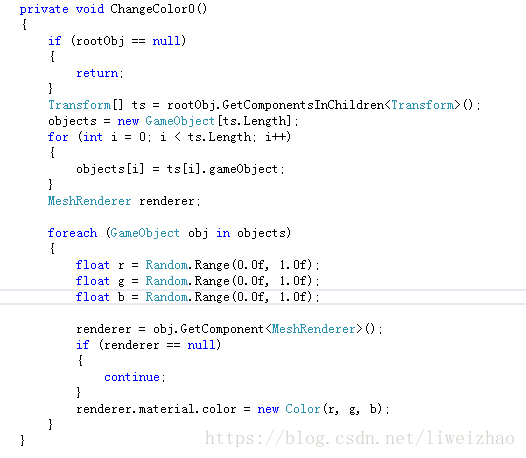 private void ChangeColor0()
{
    if (rootObj == null)
    {
        return;
    }
    Transform[] ts = rootObj.GetComponentsInChildren<Transform>();
    objects = new GameObject[ts.Length];
    for (int i = 0; i < ts.Length; i++)
    {
        objects[i] = ts[i].gameObject;
    }
    MeshRenderer renderer;

    foreach (GameObject obj in objects)
    {
        float r = Random.Range(0.0f, 1.0f);
        float g = Random.Range(0.0f, 1.0f);
        float b = Random.Range(0.0f, 1.0f);

        renderer = obj.GetComponent<MeshRenderer>();
        if (renderer == null)
        {
            continue;
        }
        renderer.material.color = new Color(r, g, b);
    }
}
https://blog.csdn.net/liweizhao